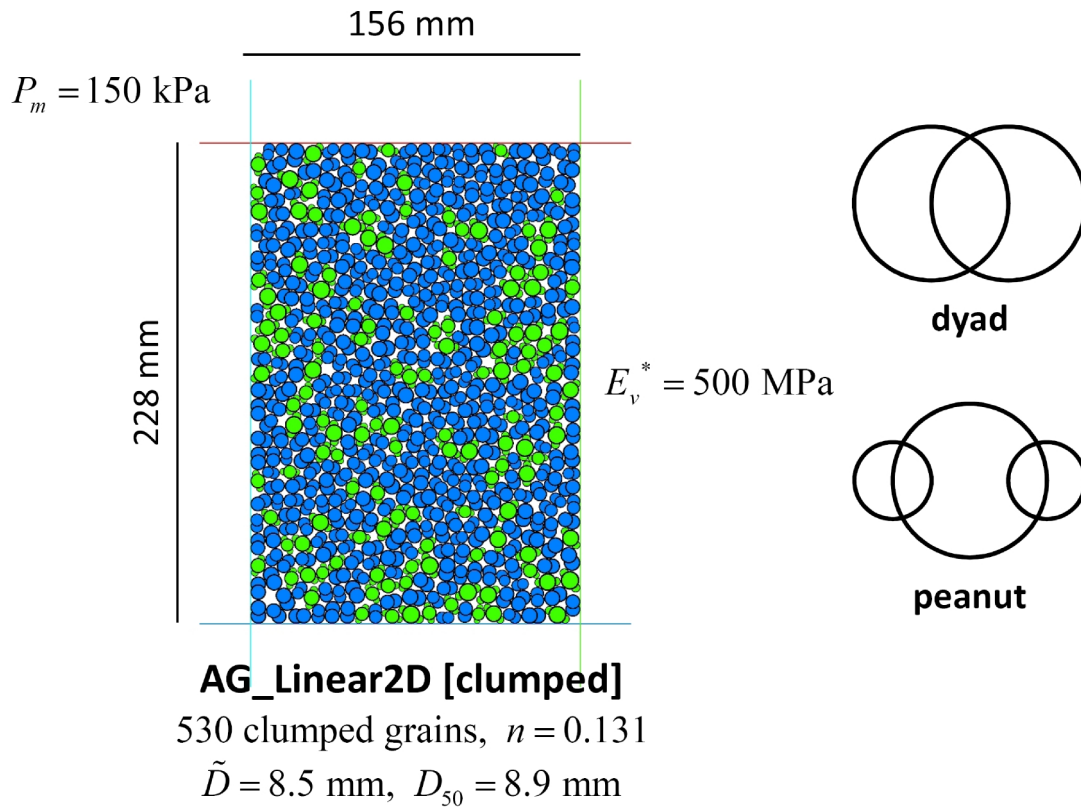 156 mm
P_m = 150 kPa
228 mm
dyad
E_v^* = 500 MPa
peanut
AG_Linear2D [clumped]
530 clumped grains, n = 0.131
D̃ = 8.5 mm, D_50 = 8.9 mm